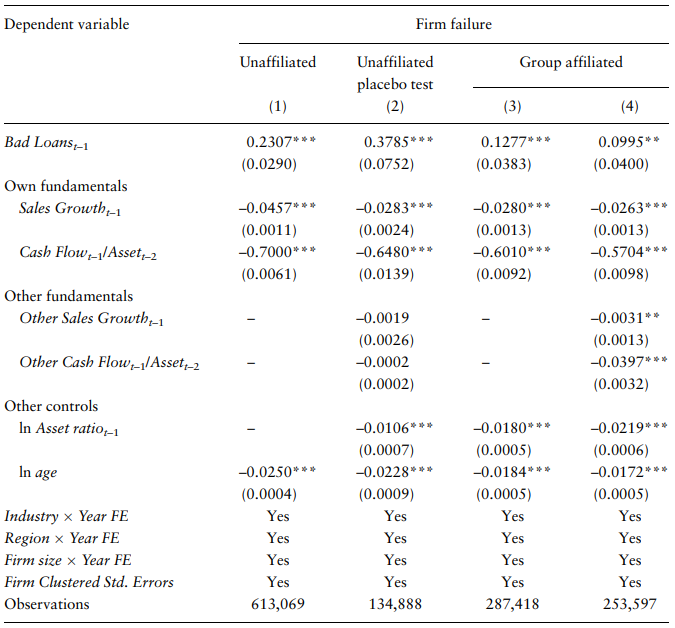 Dependent variable Firm failure
Unaffiliated Unaffiliated placebo test Group affiliated
(1) (2) (3) (4)
Bad Loans_{t−1} 0.2307*** 0.3785*** 0.1277*** 0.0995**
(0.0290) (0.0752) (0.0383) (0.0400)
Own fundamentals
Sales Growth_{t−1} −0.0457*** −0.0283*** −0.0280*** −0.0263***
(0.0011) (0.0024) (0.0013) (0.0013)
Cash Flow_{t−1}/Asset_{t−2} −0.7000*** −0.6480*** −0.6010*** −0.5704***
(0.0061) (0.0139) (0.0092) (0.0098)
Other fundamentals
Other Sales Growth_{t−1} – −0.0019 – −0.0031**
(0.0026) (0.0013)
Other Cash Flow_{t−1}/Asset_{t−2} – −0.0002 – −0.0397***
(0.0002) (0.0032)
Other controls
ln Asset ratio_{t−1} – −0.0106*** −0.0180*** −0.0219***
(0.0007) (0.0005) (0.0006)
ln age −0.0250*** −0.0228*** −0.0184*** −0.0172***
(0.0004) (0.0009) (0.0005) (0.0005)
Industry × Year FE Yes Yes Yes Yes
Region × Year FE Yes Yes Yes Yes
Firm size × Year FE Yes Yes Yes Yes
Firm Clustered Std. Errors Yes Yes Yes Yes
Observations 613,069 134,888 287,418 253,597